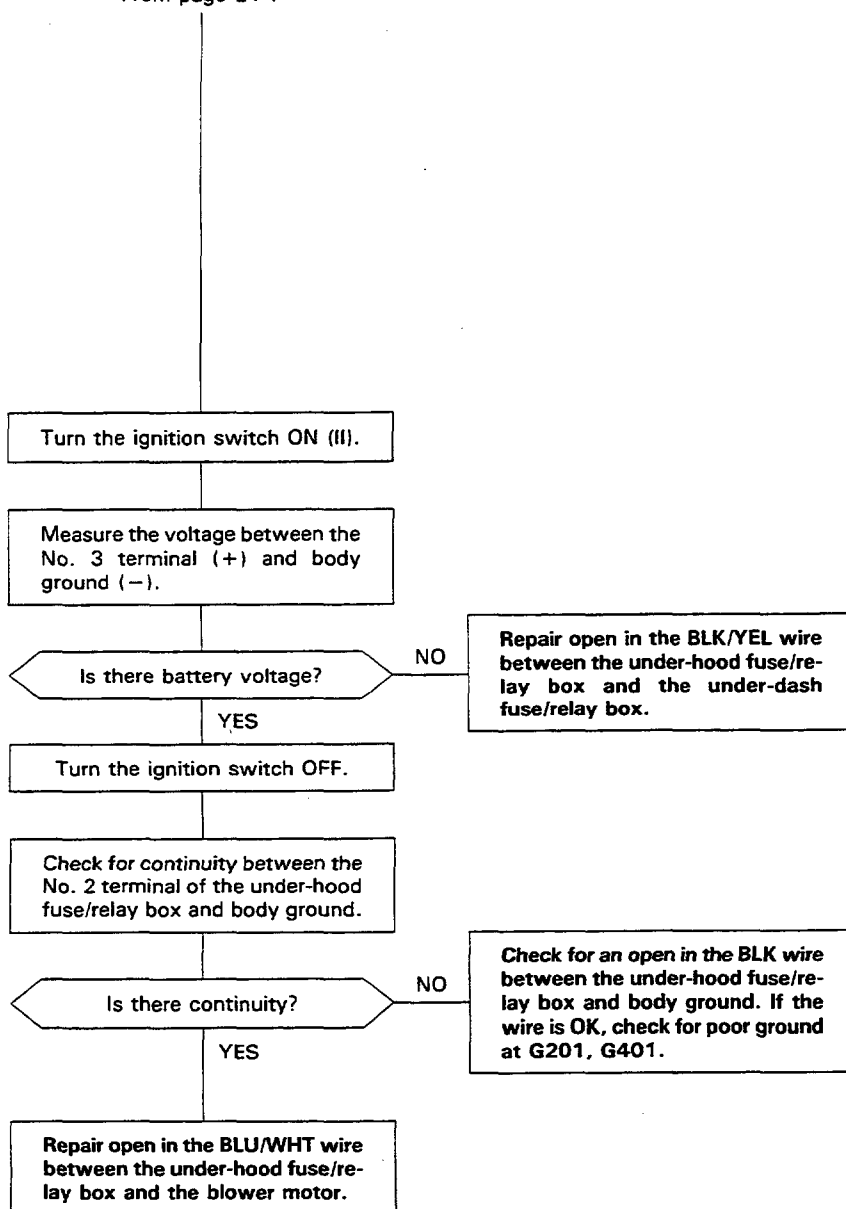 From page
Turn the ignition switch ON (II).
Measure the voltage between the
No. 3 terminal (+) and body
ground (−).
Is there battery voltage?
NO
Repair open in the BLK/YEL wire
between the under-hood fuse/re-
lay box and the under-dash
fuse/relay box.
YES
Turn the ignition switch OFF.
Check for continuity between the
No. 2 terminal of the under-hood
fuse/relay box and body ground.
Is there continuity?
NO
Check for an open in the BLK wire
between the under-hood fuse/re-
lay box and body ground. If the
wire is OK, check for poor ground
at G201, G401.
YES
Repair open in the BLU/WHT wire
between the under-hood fuse/re-
lay box and the blower motor.